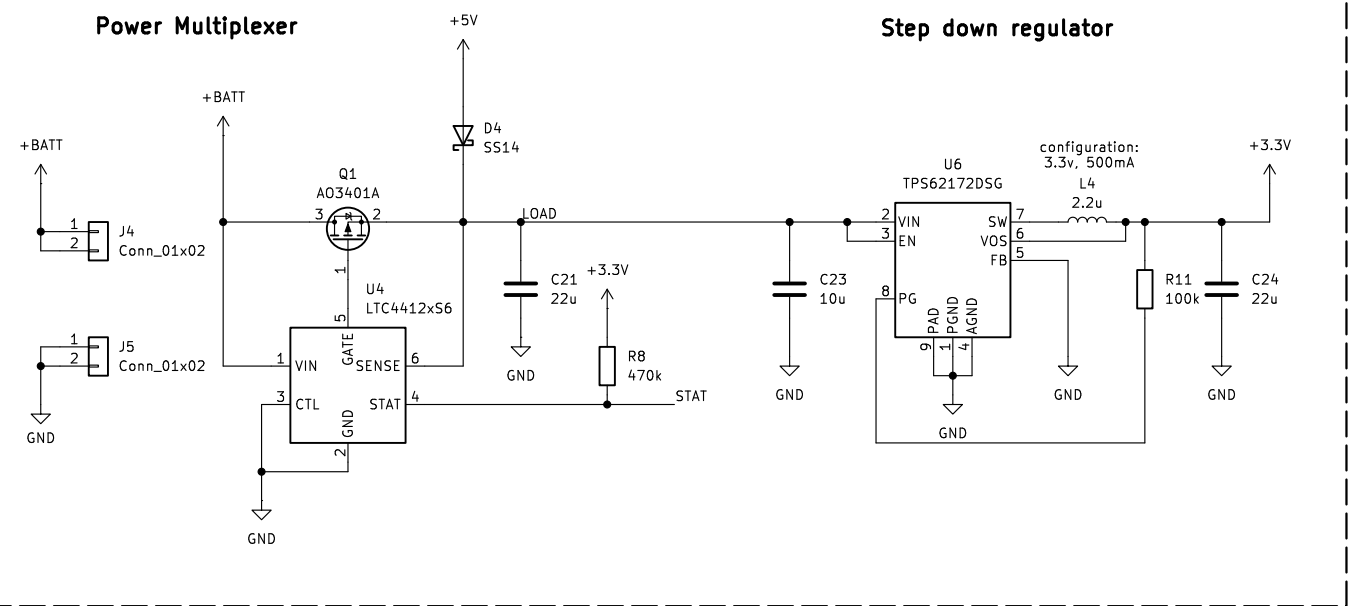 Power Multiplexer
Step down regulator
+5V
+BATT
+BATT
D4
SS14
Q1
AO3401A
3
2
1
LOAD
1
2
J4
Conn_01x02
1
2
J5
Conn_01x02
GND
U4
LTC4412xS6
5
GATE
1
VIN
SENSE
6
3
CTL
STAT
4
GND
2
GND
C21
22u
GND
+3.3V
R8
470k
STAT
C23
10u
GND
U6
TPS62172DSG
2
VIN
3
EN
8
PG
SW
7
VOS
6
FB
5
PAD
PGND
AGND
9
1
4
GND
GND
configuration:
3.3v, 500mA
L4
2.2u
R11
100k
C24
22u
GND
+3.3V